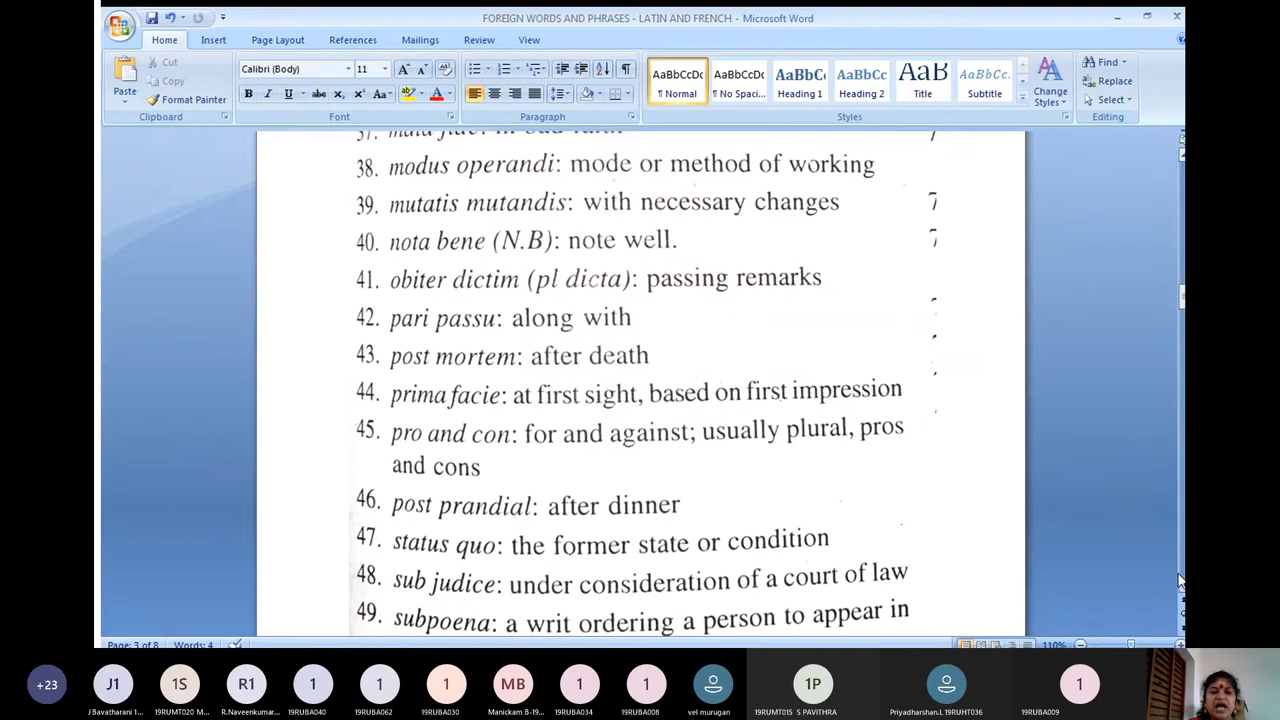 FOREIGN WORDS AND PHRASES - LATIN AND FRENCH - Microsoft Word
Home Insert Page Layout References Mailings Review View
Paste
Cut
Copy
Format Painter
Clipboard
Calibri (Body) 11
Font
Paragraph
AaBbCcDc AaBbCcDc AaBbC AaBbCc AaB AaBbCc.
¶ Normal ¶ No Spaci... Heading 1 Heading 2 Title Subtitle
Change Styles
Styles
Find
Replace
Select
Editing
38. modus operandi: mode or method of working
39. mutatis mutandis: with necessary changes
40. nota bene (N.B): note well.
41. obiter dictim (pl dicta): passing remarks
42. pari passu: along with
43. post mortem: after death
44. prima facie: at first sight, based on first impression
45. pro and con: for and against; usually plural, pros
and cons
46. post prandial: after dinner
47. status quo: the former state or condition
48. sub judice: under consideration of a court of law
49. subpoena: a writ ordering a person to appear in
Page: 3 of 8 Words: 4 110%
+23 J1 1S R1 1 1 1 MB 1 1 1P 1
J Bavatharani 1... 19RUMT020 M... R.Naveenkumar... 19RUBA040 19RUBA062 19RUBA030 Manickam B-19... 19RUBA034 19RUBA008 vel murugan 19RUMT015 S PAVITHRA Priyadharshan.L 19RUHT036 19RUBA009